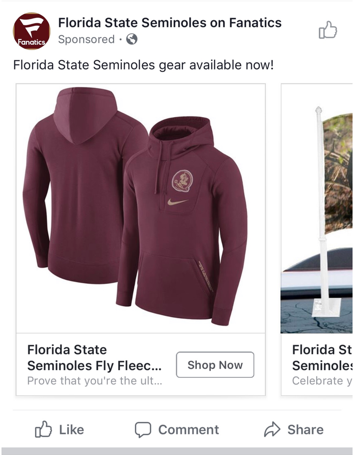 Florida State Seminoles on Fanatics
Fanatics
Sponsored ·
Florida State Seminoles gear available now!
Florida State
Seminoles Fly Fleec...
Prove that you're the ult...
Shop Now
Florida St
Seminoles
Celebrate y
Like
Comment
Share